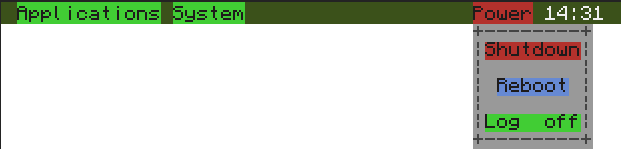 Applications System Power 14:31
Shutdown
Reboot
Log off